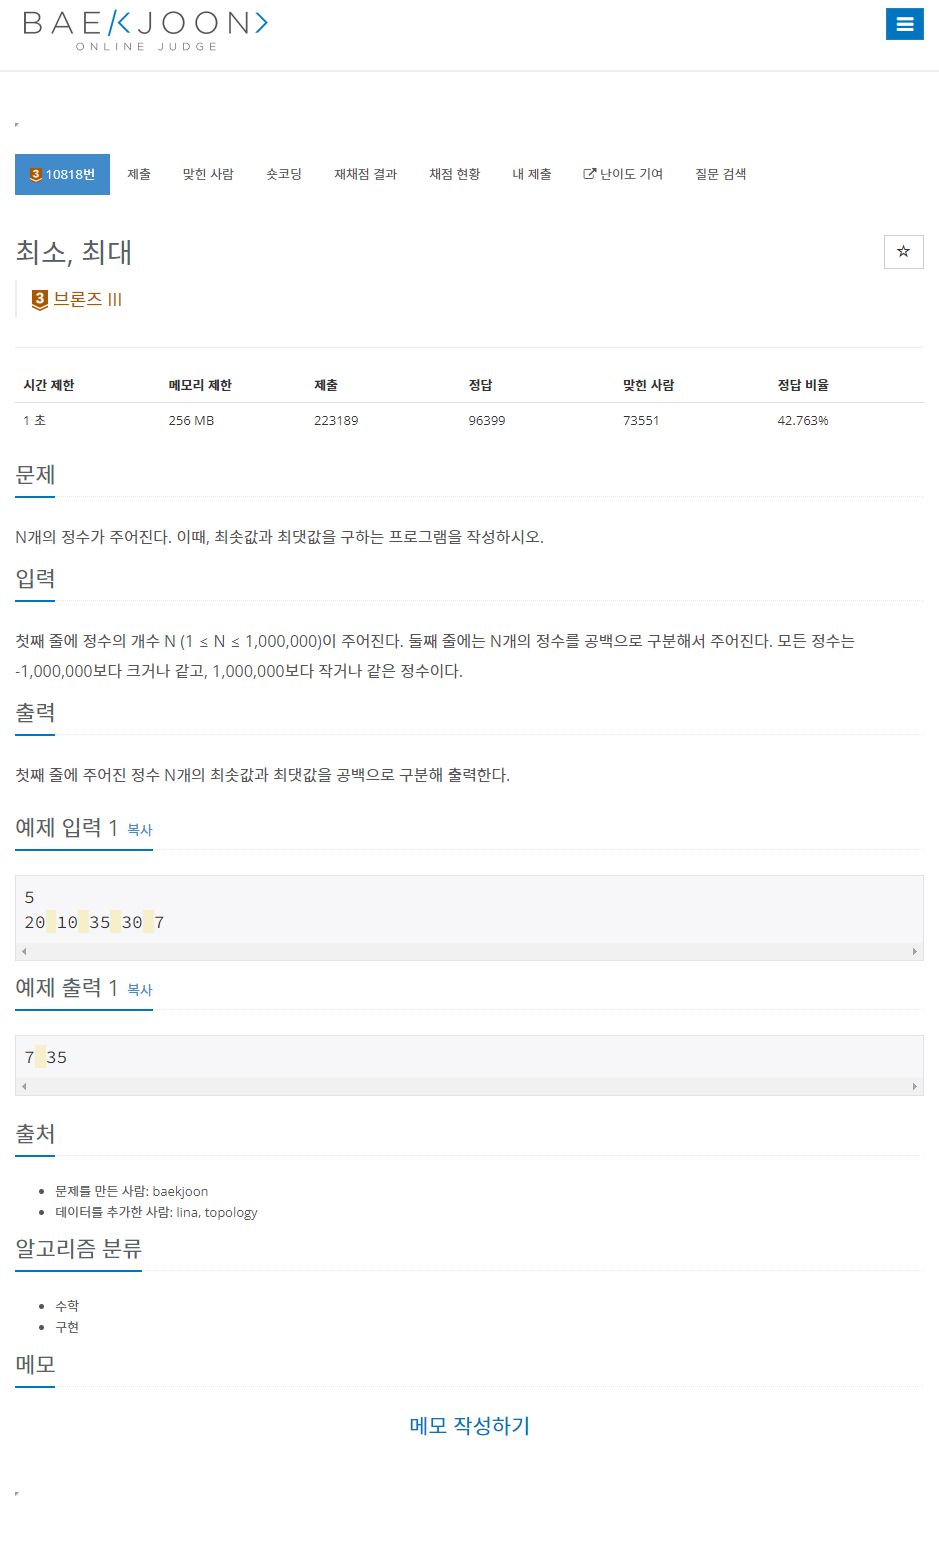 BAEKJOON
ONLINE JUDGE
3 10818번 제출 맞힌 사람 숏코딩 재채점 결과 채점 현황 내 제출 난이도 기여 질문 검색
최소, 최대
3 브론즈 III
시간 제한 메모리 제한 제출 정답 맞힌 사람 정답 비율
1 초 256 MB 223189 96399 73551 42.763%
문제
N개의 정수가 주어진다. 이때, 최솟값과 최댓값을 구하는 프로그램을 작성하시오.
입력
첫째 줄에 정수의 개수 N (1 ≤ N ≤ 1,000,000)이 주어진다. 둘째 줄에는 N개의 정수를 공백으로 구분해서 주어진다. 모든 정수는
-1,000,000보다 크거나 같고, 1,000,000보다 작거나 같은 정수이다.
출력
첫째 줄에 주어진 정수 N개의 최솟값과 최댓값을 공백으로 구분해 출력한다.
예제 입력 1 복사
5
20 10 35 30 7
예제 출력 1 복사
7 35
출처
문제를 만든 사람: baekjoon
데이터를 추가한 사람: lina, topology
알고리즘 분류
수학
구현
메모
메모 작성하기